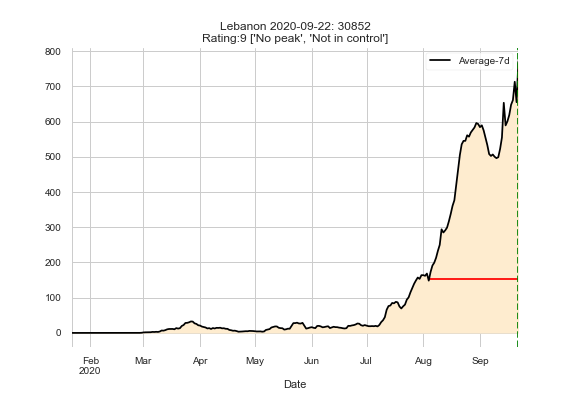 Lebanon 2020-09-22: 30852
Rating:9 ['No peak', 'Not in control']
800
Average-7d
700
600
500
400
300
200
100
0
Feb Mar Apr May Jun Jul Aug Sep
2020
Date